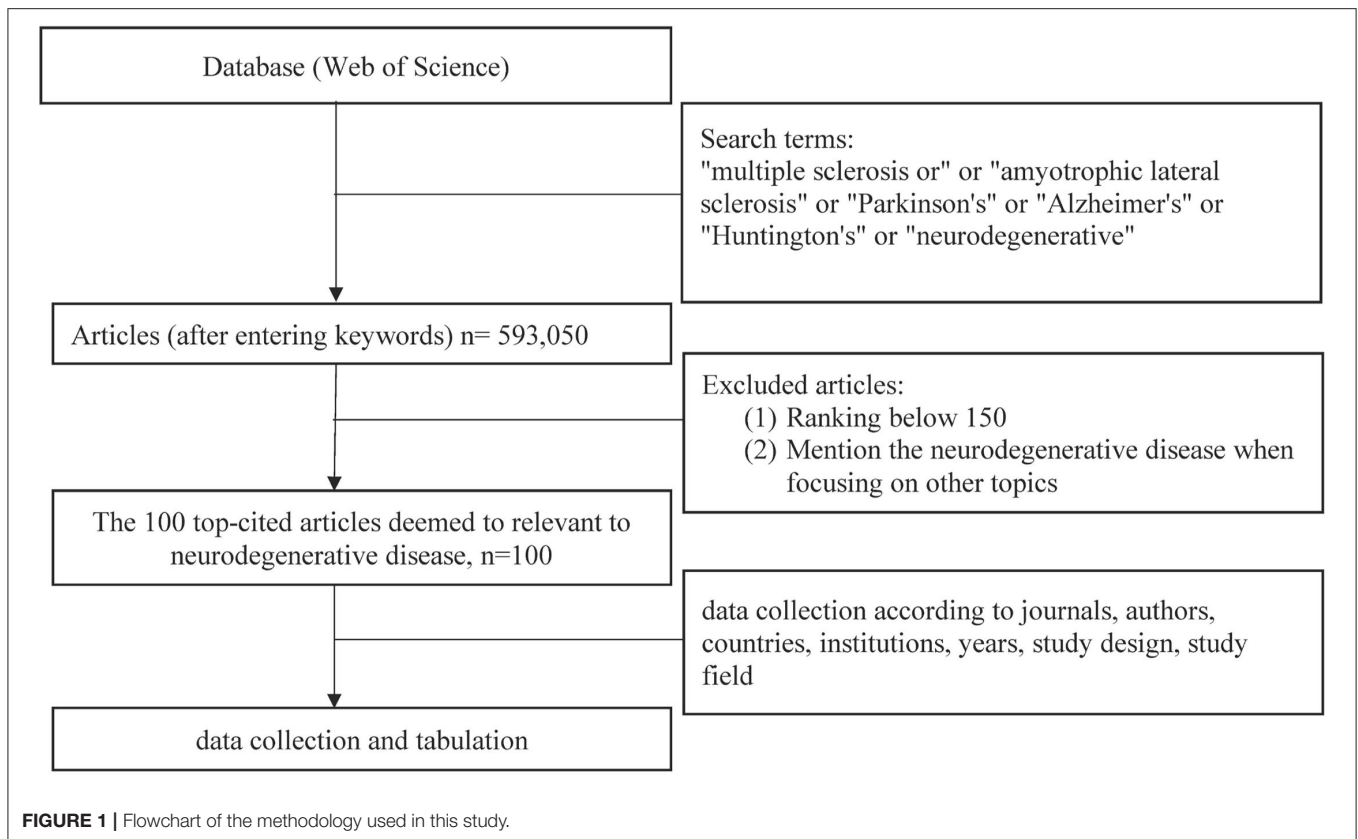 Database (Web of Science)
Search terms:
"multiple sclerosis or" or "amyotrophic lateral
sclerosis" or "Parkinson's" or "Alzheimer's" or
"Huntington's" or "neurodegenerative"
Articles (after entering keywords) n= 593,050
Excluded articles:
(1) Ranking below 150
(2) Mention the neurodegenerative disease when
focusing on other topics
The 100 top-cited articles deemed to relevant to
neurodegenerative disease, n=100
data collection according to journals, authors,
countries, institutions, years, study design, study
field
data collection and tabulation
FIGURE 1 | Flowchart of the methodology used in this study.